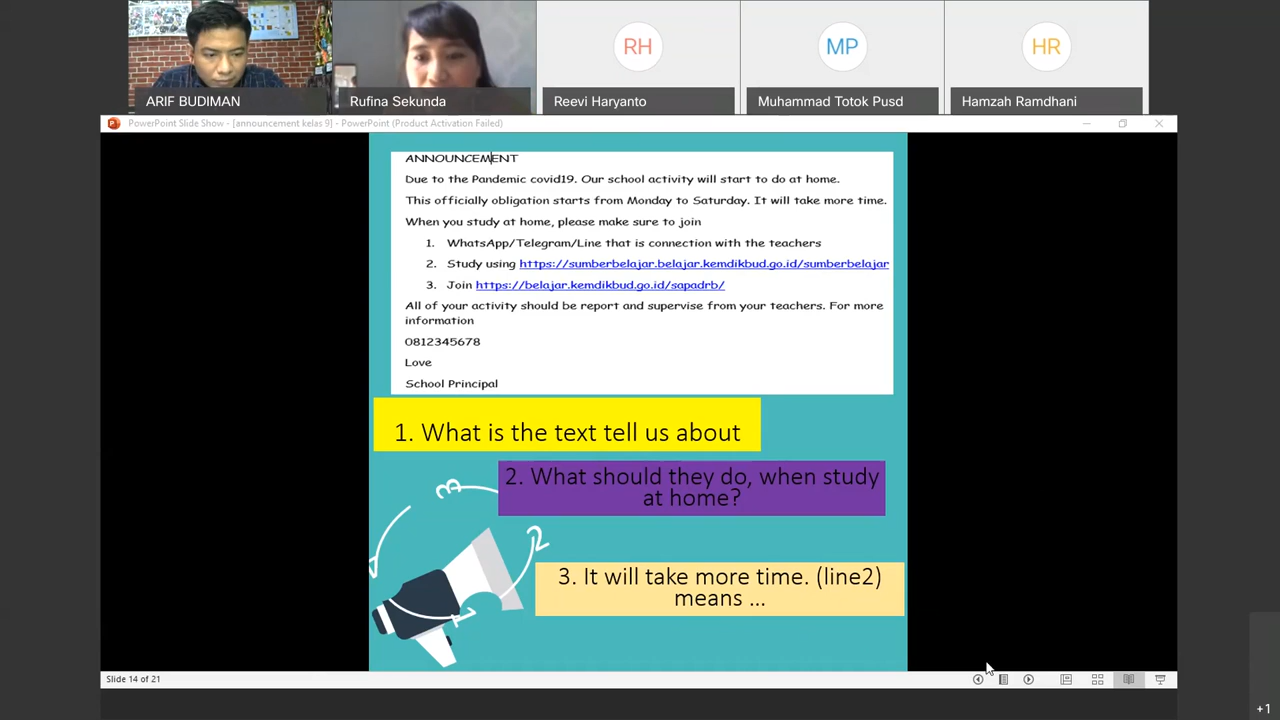 RH
MP
HR
ARIF BUDIMAN
Rufina Sekunda
Reevi Haryanto
Muhammad Totok Pusd
Hamzah Ramdhani
PowerPoint Slide Show - [announcement kelas 9] - PowerPoint (Product Activation Failed)
ANNOUNCEMENT
Due to the Pandemic covid19. Our school activity will start to do at home.
This officially obligation starts from Monday to Saturday. It will take more time.
When you study at home, please make sure to join
1. WhatsApp/Telegram/Line that is connection with the teachers
2. Study using https://sumberbelajar.belajar.kemdikbud.go.id/sumberbelajar
3. Join https://belajar.kemdikbud.go.id/sapadrb/
All of your activity should be report and supervise from your teachers. For more
information
0812345678
Love
School Principal
1. What is the text tell us about
2. What should they do, when study
at home?
3
2
1
3. It will take more time. (line2)
means ...
Slide 14 of 21
+1